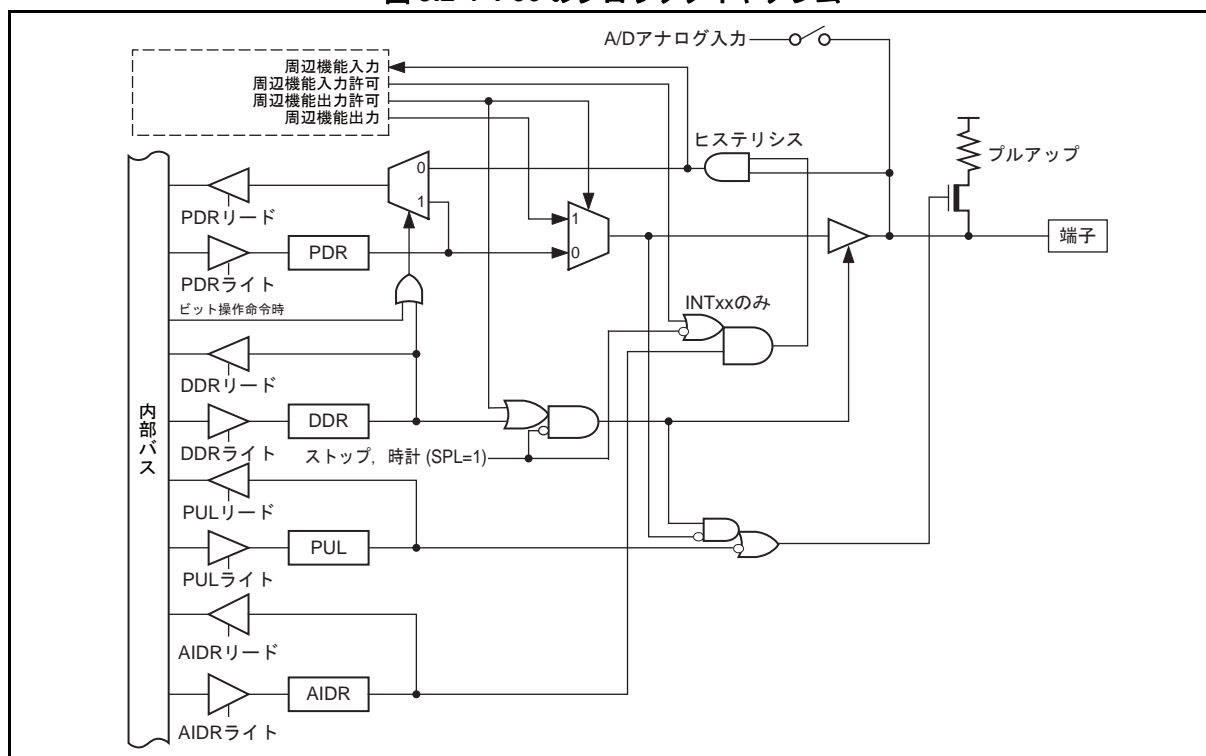 A/Dアナログ入力
周辺機能入力
周辺機能入力許可
周辺機能出力許可
周辺機能出力
ヒステリシス
プルアップ
0
1
PDRリード
1
端子
PDR
0
PDRライト
ビット操作命令時
INTxxのみ
DDRリード
内部バス
DDR
DDRライト
ストップ, 時計 (SPL=1)
PULリード
PUL
PULライト
AIDRリード
AIDR
AIDRライト